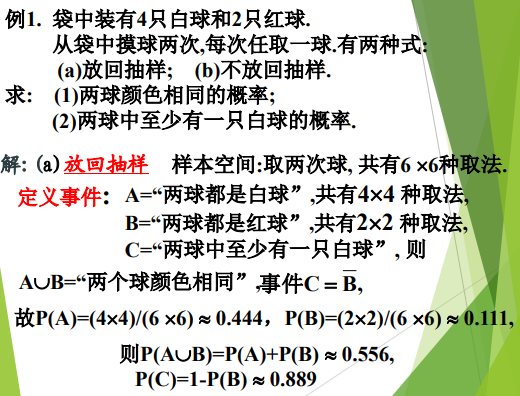 例1. 袋中装有4只白球和2只红球.
从袋中摸球两次,每次任取一球.有两种式:
(a)放回抽样; (b)不放回抽样.
求: (1)两球颜色相同的概率;
(2)两球中至少有一只白球的概率.
解: (a)放回抽样 样本空间:取两次球, 共有6 ×6种取法.
定义事件: A=“两球都是白球”,共有4×4 种取法,
B=“两球都是红球”,共有2×2 种取法,
C=“两球中至少有一只白球”, 则
A∪B=“两个球颜色相同”,事件C = B̅,
故P(A)=(4×4)/(6 ×6) ≈ 0.444, P(B)=(2×2)/(6 ×6) ≈ 0.111,
则P(A∪B)=P(A)+P(B) ≈ 0.556,
P(C)=1-P(B) ≈ 0.889